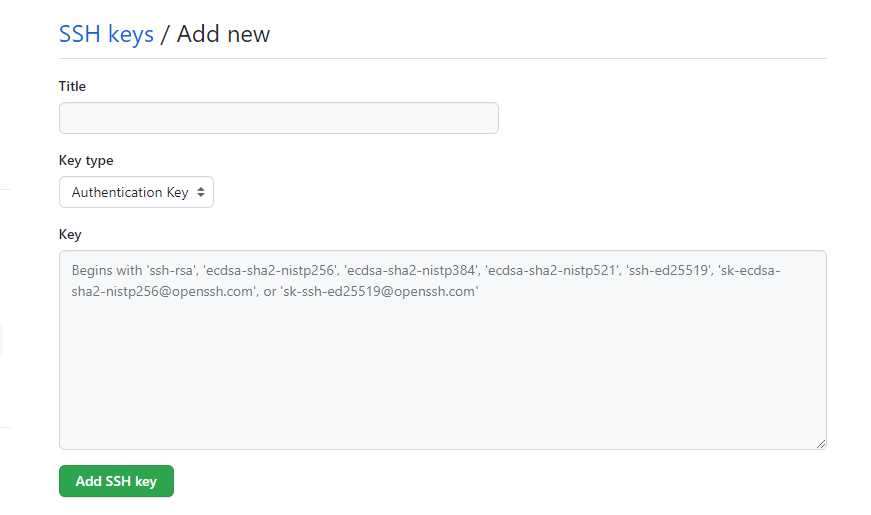 SSH keys / Add new
Title
Key type
Authentication Key
Key
Begins with 'ssh-rsa', 'ecdsa-sha2-nistp256', 'ecdsa-sha2-nistp384', 'ecdsa-sha2-nistp521', 'ssh-ed25519', 'sk-ecdsa-
sha2-nistp256@openssh.com', or 'sk-ssh-ed25519@openssh.com'
Add SSH key